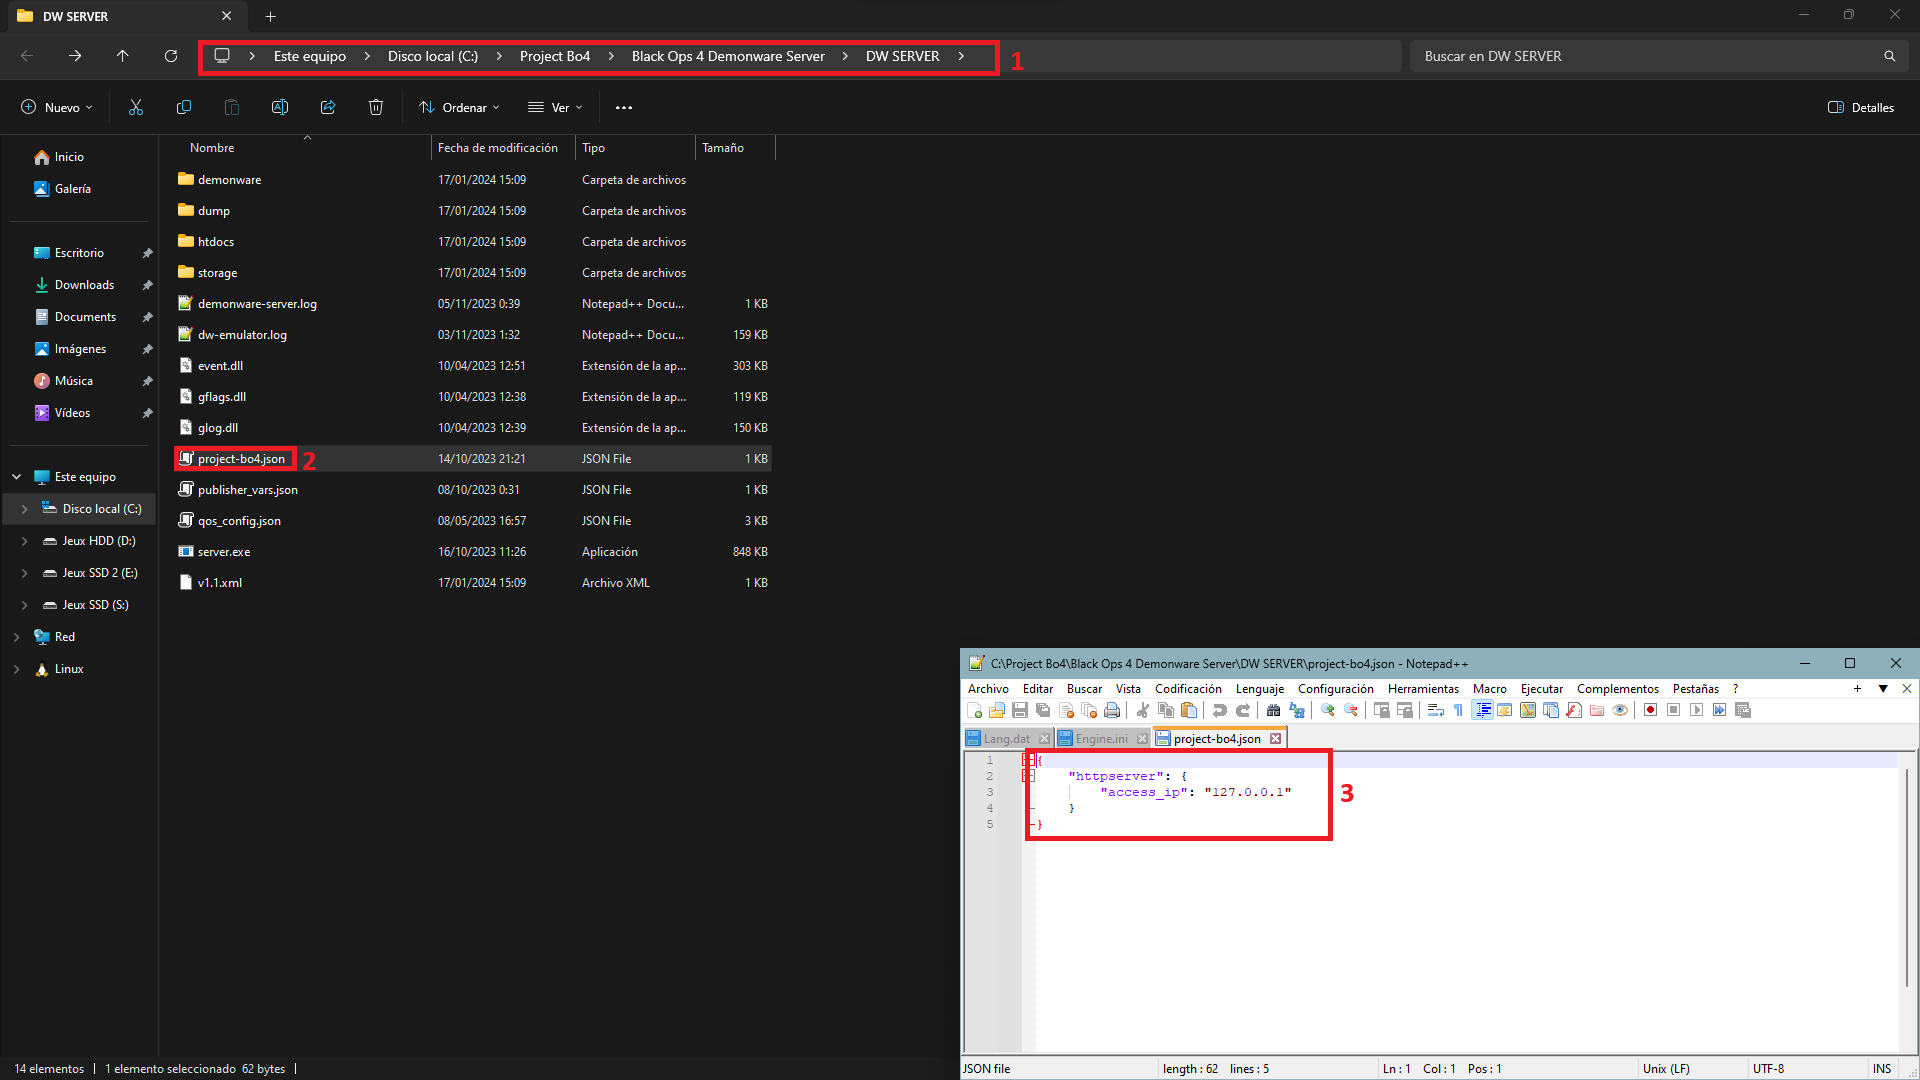 DW SERVER
Este equipo > Disco local (C:) > Project Bo4 > Black Ops 4 Demonware Server > DW SERVER >
1
Buscar en DW SERVER
Nuevo
Ordenar
Ver
Detalles
Nombre Fecha de modificación Tipo Tamaño
Inicio
Galería
Escritorio
Downloads
Documents
Imágenes
Música
Vídeos
Este equipo
Disco local (C:)
Jeux HDD (D:)
Jeux SSD 2 (E:)
Jeux SSD (S:)
Red
Linux
demonware 17/01/2024 15:09 Carpeta de archivos
dump 17/01/2024 15:09 Carpeta de archivos
htdocs 17/01/2024 15:09 Carpeta de archivos
storage 17/01/2024 15:09 Carpeta de archivos
demonware-server.log 05/11/2023 0:39 Notepad++ Docu... 1 KB
dw-emulator.log 03/11/2023 1:32 Notepad++ Docu... 159 KB
event.dll 10/04/2023 12:51 Extensión de la ap... 303 KB
gflags.dll 10/04/2023 12:38 Extensión de la ap... 119 KB
glog.dll 10/04/2023 12:39 Extensión de la ap... 150 KB
project-bo4.json 2 14/10/2023 21:21 JSON File 1 KB
publisher_vars.json 08/10/2023 0:31 JSON File 1 KB
qos_config.json 08/05/2023 16:57 JSON File 3 KB
server.exe 16/10/2023 11:26 Aplicación 848 KB
v1.1.xml 17/01/2024 15:09 Archivo XML 1 KB
C:\Project Bo4\Black Ops 4 Demonware Server\DW SERVER\project-bo4.json - Notepad++
Archivo Editar Buscar Vista Codificación Lenguaje Configuración Herramientas Macro Ejecutar Complementos Pestañas ?
Lang.dat Engine.ini project-bo4.json
1 {
2 "httpserver": {
3 "access_ip": "127.0.0.1"
4 }
5 }
3
JSON file length : 62 lines : 5 Ln : 1 Col : 1 Pos : 1 Unix (LF) UTF-8 INS
14 elementos 1 elemento seleccionado 62 bytes